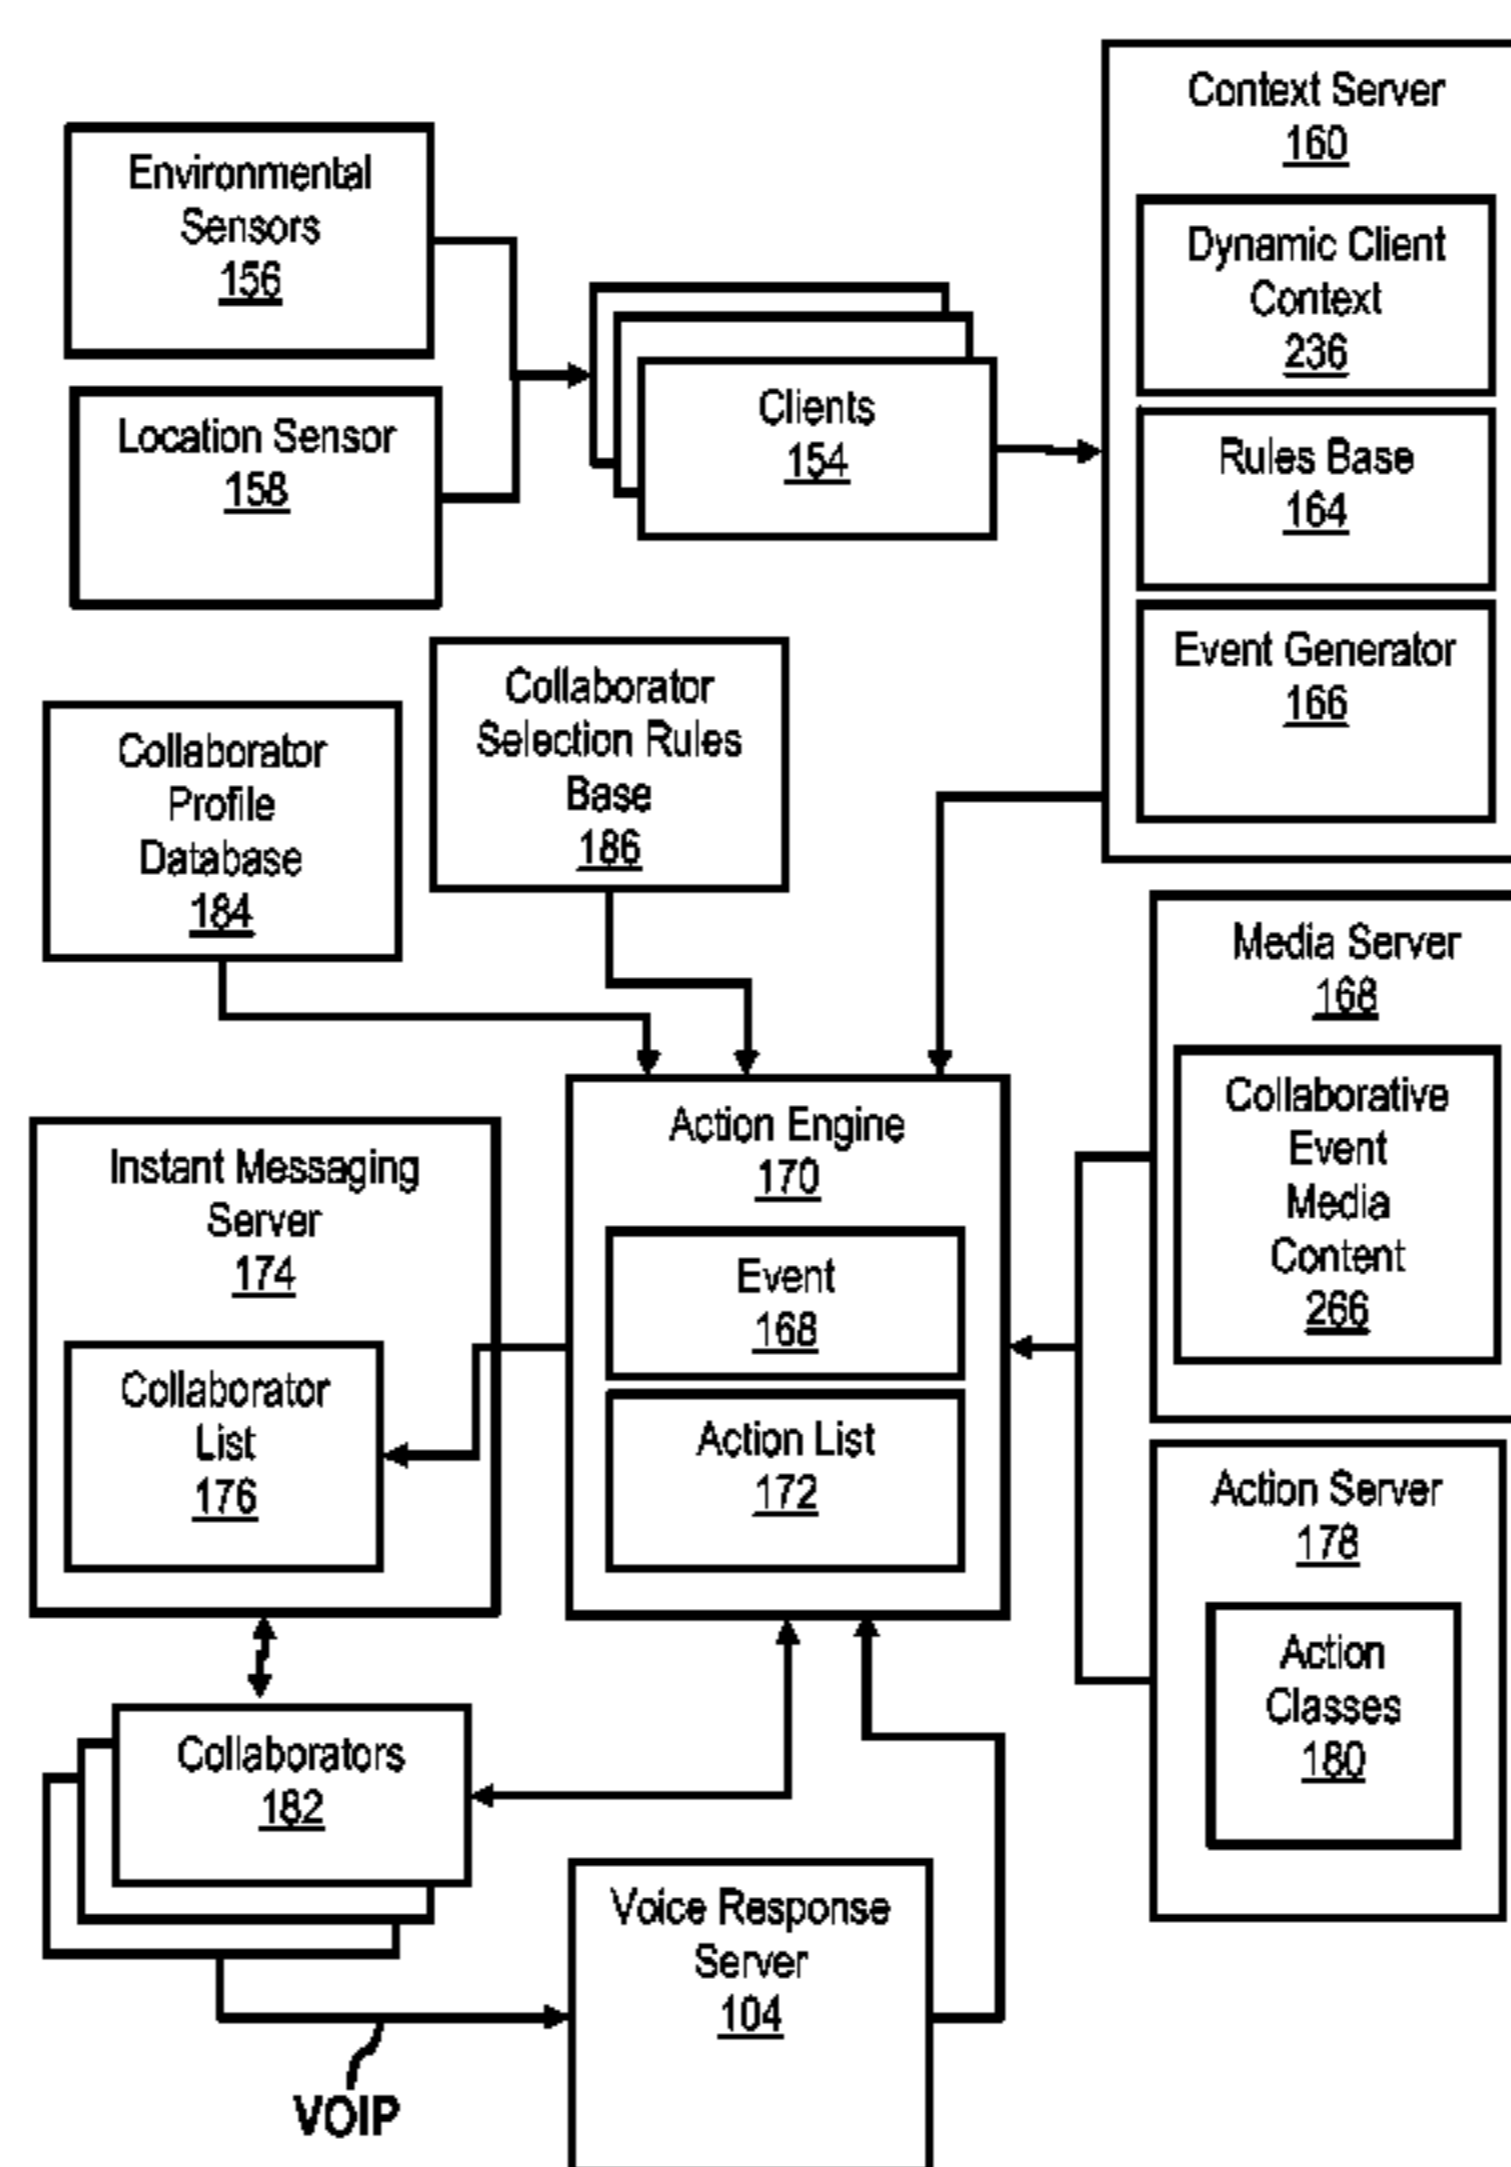 Context Server
160
Dynamic Client
Context
236
Rules Base
164
Event Generator
166
Environmental
Sensors
156
Location Sensor
158
Clients
154
Collaborator
Profile
Database
184
Collaborator
Selection Rules
Base
186
Media Server
168
Collaborative
Event
Media
Content
266
Action Engine
170
Event
168
Action List
172
Instant Messaging
Server
174
Collaborator
List
176
Action Server
178
Action
Classes
180
Collaborators
182
Voice Response
Server
104
VOIP